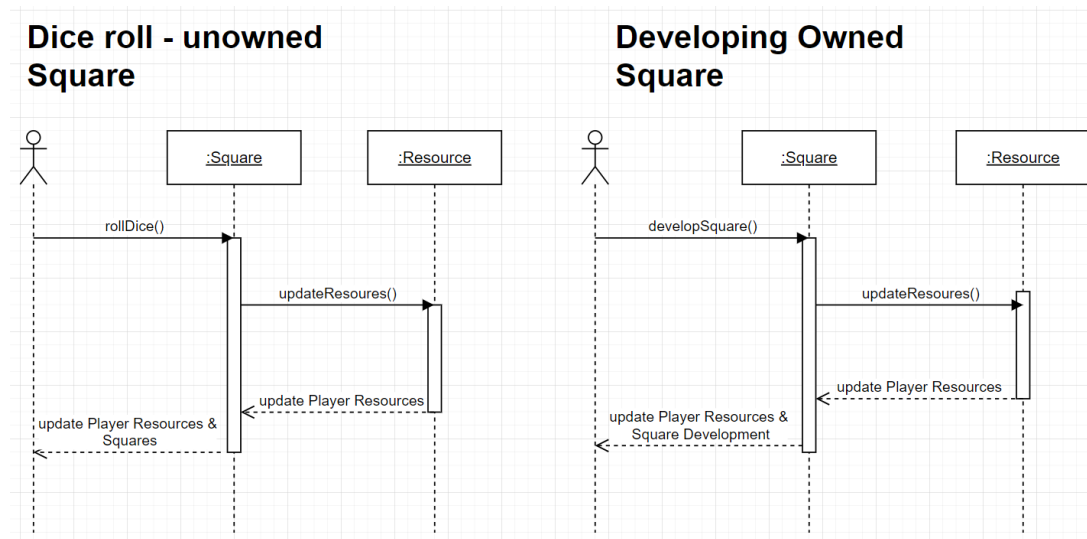 Dice roll - unowned
Square
:Square
:Resource
rollDice()
updateResoures()
update Player Resources
update Player Resources &
Squares
Developing Owned
Square
:Square
:Resource
developSquare()
updateResoures()
update Player Resources
update Player Resources &
Square Development